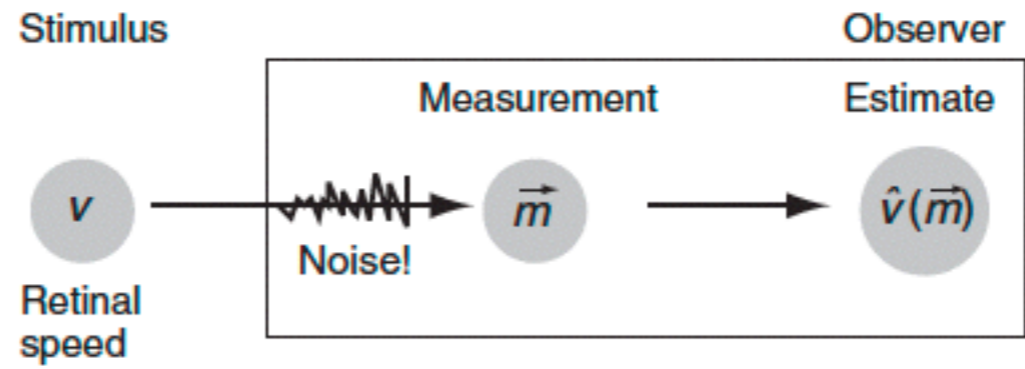 Stimulus
Observer
Measurement
Estimate
v
m⃗
v̂(m⃗)
Noise!
Retinal
speed